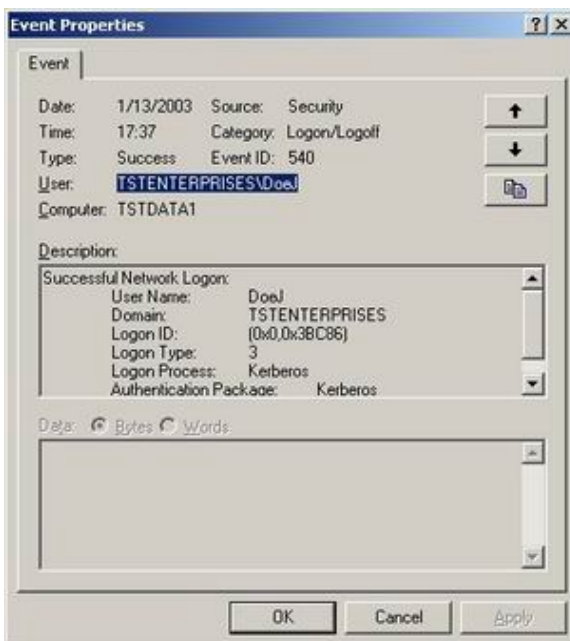 Event Properties
Event
Date: 1/13/2003 Source: Security
Time: 17:37 Category: Logon/Logoff
Type: Success Event ID: 540
User: TSTENTERPRISES\DoeJ
Computer: TSTDATA1
Description:
Successful Network Logon:
User Name: DoeJ
Domain: TSTENTERPRISES
Logon ID: (0x0,0x3BC86)
Logon Type: 3
Logon Process: Kerberos
Authentication Package: Kerberos
Data: Bytes Words
OK Cancel Apply